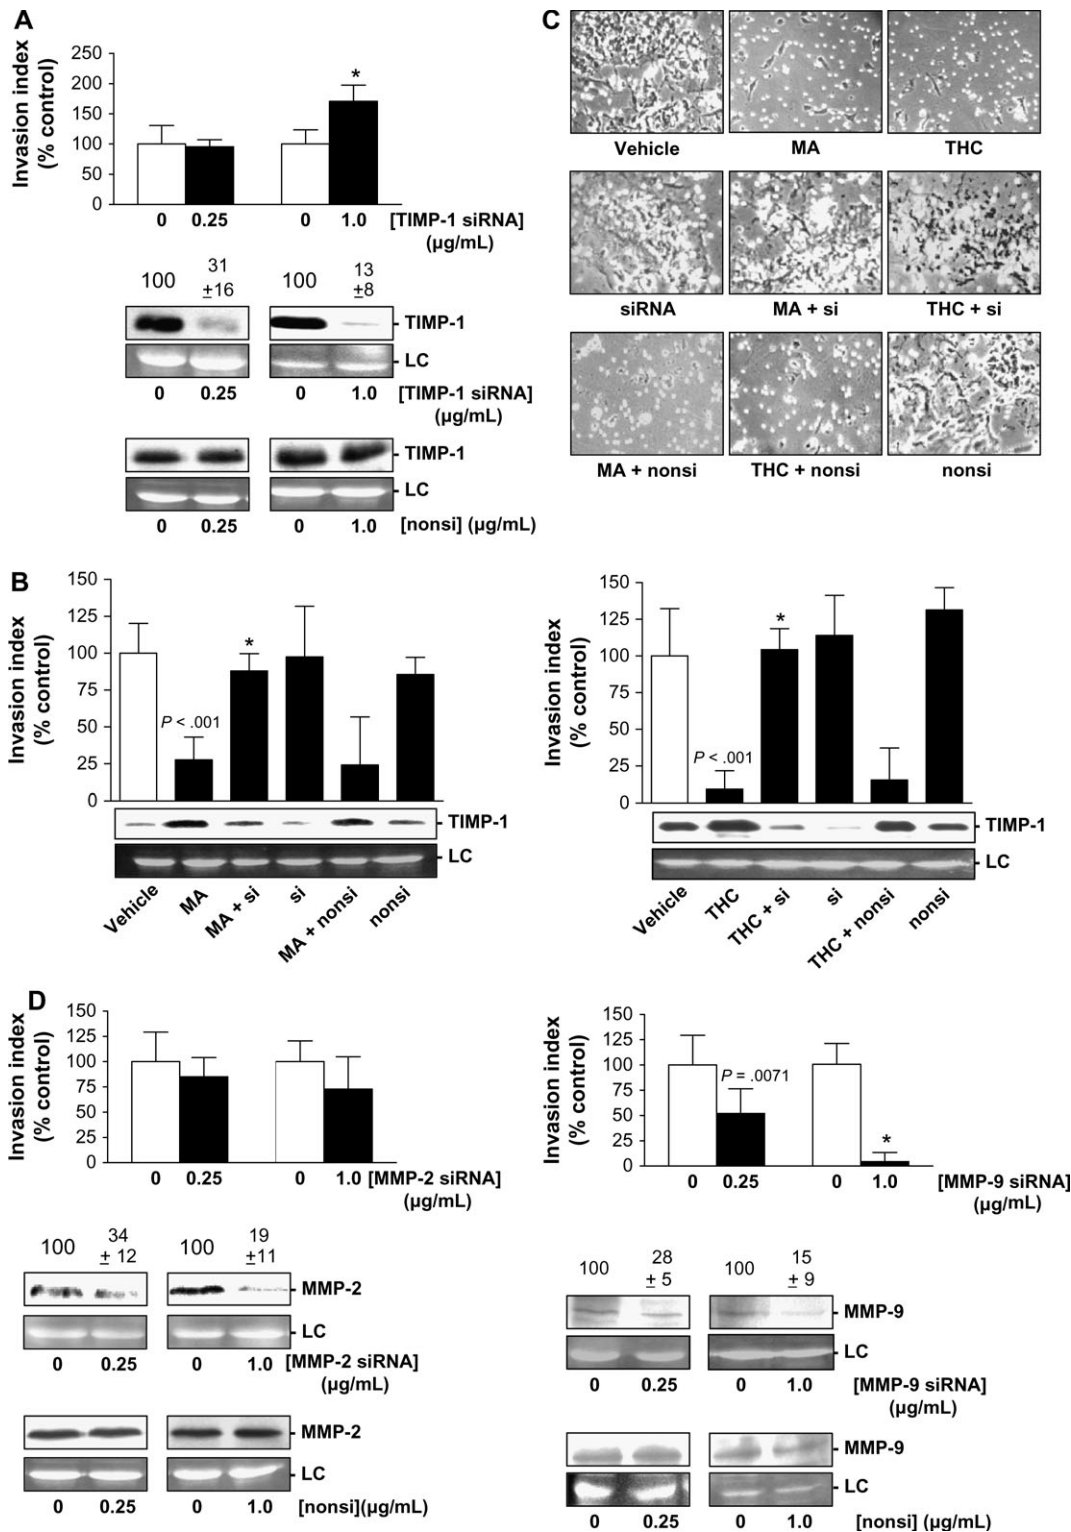 A
Invasion index
(% control)
250
200
150
100
50
0
*
0 0.25 0 1.0 [TIMP-1 siRNA]
(µg/mL)
100 31 ±16 100 13 ±8
TIMP-1
LC
0 0.25 0 1.0 [TIMP-1 siRNA]
(µg/mL)
TIMP-1
LC
0 0.25 0 1.0 [nonsi] (µg/mL)
C
Vehicle MA THC
siRNA MA + si THC + si
MA + nonsi THC + nonsi nonsi
B
Invasion index
(% control)
150
125
100
75
50
25
0
P < .001
*
TIMP-1
LC
Vehicle
MA
MA + si
si
MA + nonsi
nonsi
Invasion index
(% control)
150
125
100
75
50
25
0
P < .001
*
TIMP-1
LC
Vehicle
THC
THC + si
si
THC + nonsi
nonsi
D
Invasion index
(% control)
150
125
100
75
50
25
0
0 0.25 0 1.0 [MMP-2 siRNA]
(µg/mL)
100 34 ± 12 100 19 ±11
MMP-2
LC
0 0.25 0 1.0 [MMP-2 siRNA]
(µg/mL)
MMP-2
LC
0 0.25 0 1.0 [nonsi](µg/mL)
Invasion index
(% control)
150
125
100
75
50
25
0
P = .0071
*
0 0.25 0 1.0 [MMP-9 siRNA]
(µg/mL)
100 28 ± 5 100 15 ± 9
MMP-9
LC
0 0.25 0 1.0 [MMP-9 siRNA]
(µg/mL)
MMP-9
LC
0 0.25 0 1.0 [nonsi] (µg/mL)